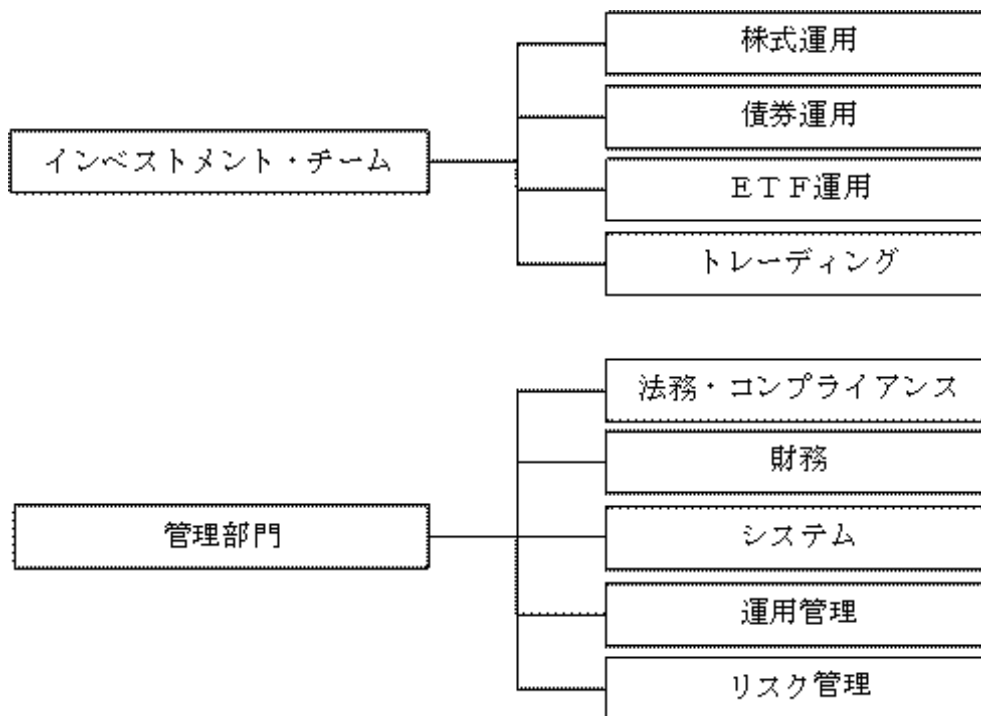 株式運用
債券運用
インベストメント・チーム
ＥＴＦ運用
トレーディング
法務・コンプライアンス
財務
管理部門
システム
運用管理
リスク管理